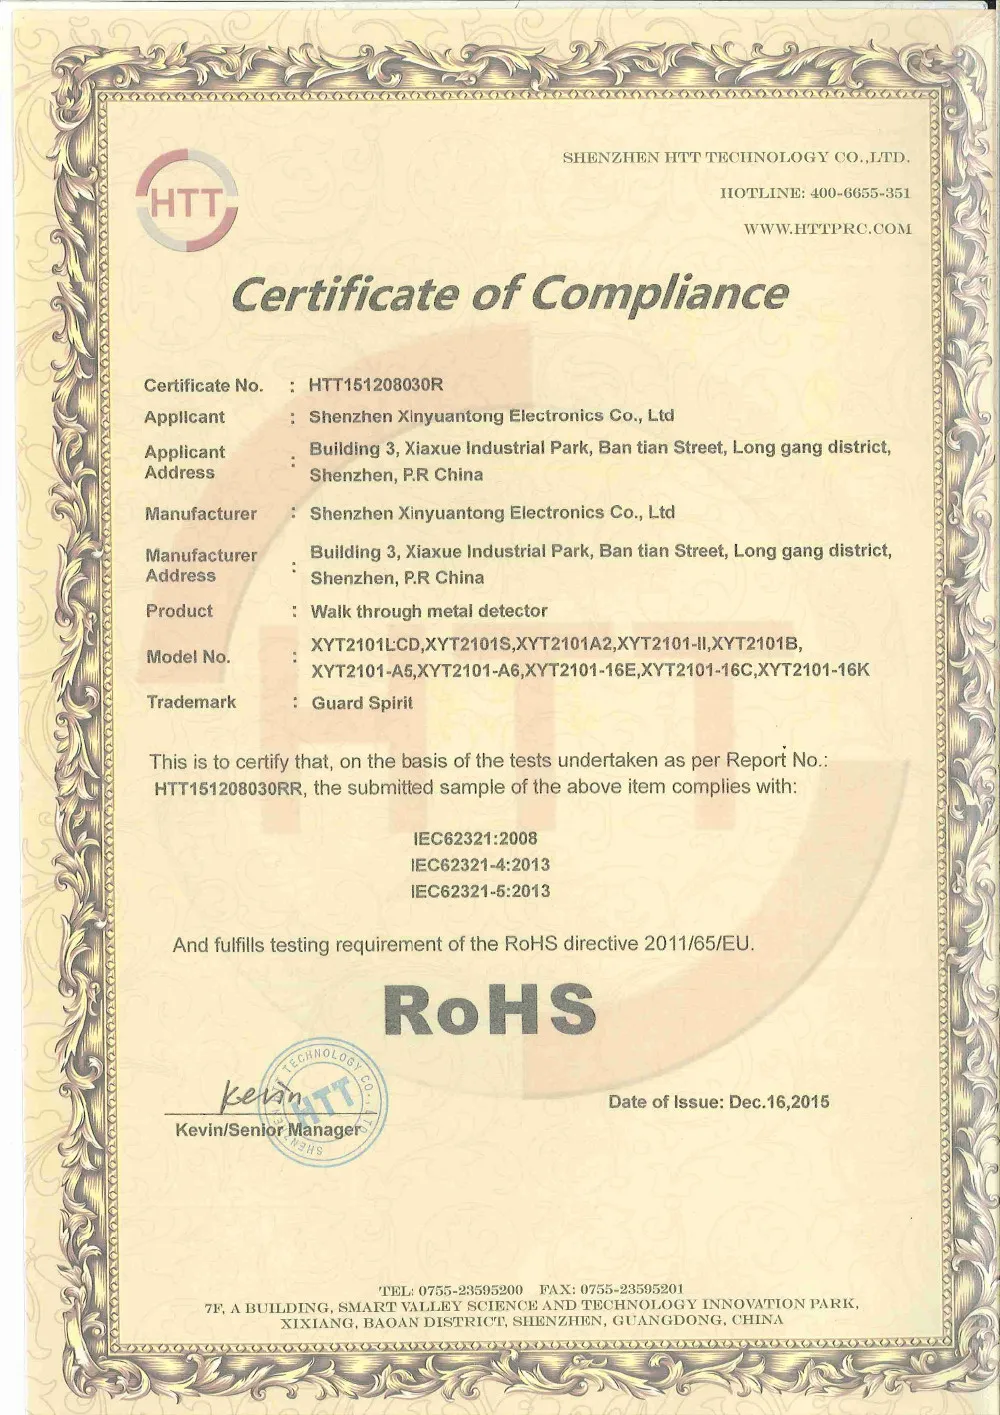 HTT
SHENZHEN HTT TECHNOLOGY CO.,LTD.
HOTLINE: 400-6655-351
WWW.HTTPRC.COM
Certificate of Compliance
Certificate No. : HTT151208030R
Applicant : Shenzhen Xinyuantong Electronics Co., Ltd
Applicant Address : Building 3, Xiaxue Industrial Park, Ban tian Street, Long gang district,
Shenzhen, P.R China
Manufacturer : Shenzhen Xinyuantong Electronics Co., Ltd
Manufacturer Address : Building 3, Xiaxue Industrial Park, Ban tian Street, Long gang district,
Shenzhen, P.R China
Product : Walk through metal detector
Model No. : XYT2101LCD,XYT2101S,XYT2101A2,XYT2101-II,XYT2101B,
XYT2101-A5,XYT2101-A6,XYT2101-16E,XYT2101-16C,XYT2101-16K
Trademark : Guard Spirit
HTT
This is to certify that, on the basis of the tests undertaken as per Report No.:
HTT151208030RR, the submitted sample of the above item complies with:
IEC62321:2008
IEC62321-4:2013
IEC62321-5:2013
And fulfills testing requirement of the RoHS directive 2011/65/EU.
RoHS
Kevin
SHENZHEN HTT TECHNOLOGY CO., LTD
HTT
Kevin/Senior Manager
Date of Issue: Dec.16,2015
TEL: 0755-23595200 FAX: 0755-23595201
7F, A BUILDING, SMART VALLEY SCIENCE AND TECHNOLOGY INNOVATION PARK,
XIXIANG, BAOAN DISTRICT, SHENZHEN, GUANGDONG, CHINA